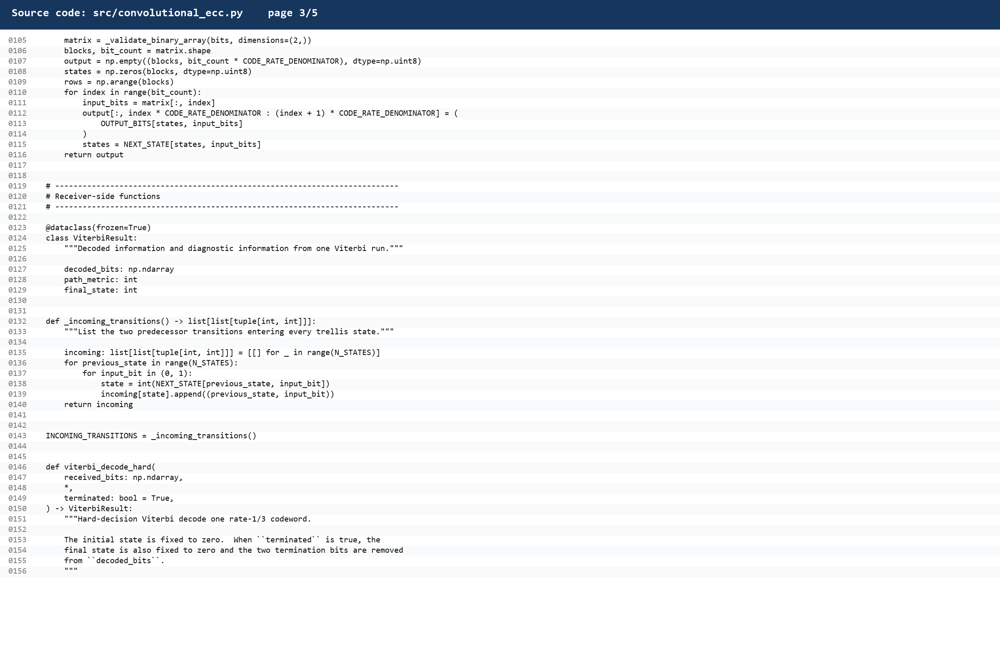 Source code: src/convolutional_ecc.py    page 3/5
0105        matrix = _validate_binary_array(bits, dimensions=(2,))
0106        blocks, bit_count = matrix.shape
0107        output = np.empty((blocks, bit_count * CODE_RATE_DENOMINATOR), dtype=np.uint8)
0108        states = np.zeros(blocks, dtype=np.uint8)
0109        rows = np.arange(blocks)
0110        for index in range(bit_count):
0111            input_bits = matrix[:, index]
0112            output[:, index * CODE_RATE_DENOMINATOR : (index + 1) * CODE_RATE_DENOMINATOR] = (
0113                OUTPUT_BITS[states, input_bits]
0114            )
0115            states = NEXT_STATE[states, input_bits]
0116        return output
0117
0118
0119    # ---------------------------------------------------------------------------
0120    # Receiver-side functions
0121    # ---------------------------------------------------------------------------
0122
0123    @dataclass(frozen=True)
0124    class ViterbiResult:
0125        """Decoded information and diagnostic information from one Viterbi run."""
0126
0127        decoded_bits: np.ndarray
0128        path_metric: int
0129        final_state: int
0130
0131
0132    def _incoming_transitions() -> list[list[tuple[int, int]]]:
0133        """List the two predecessor transitions entering every trellis state."""
0134
0135        incoming: list[list[tuple[int, int]]] = [[] for _ in range(N_STATES)]
0136        for previous_state in range(N_STATES):
0137            for input_bit in (0, 1):
0138                state = int(NEXT_STATE[previous_state, input_bit])
0139                incoming[state].append((previous_state, input_bit))
0140        return incoming
0141
0142
0143    INCOMING_TRANSITIONS = _incoming_transitions()
0144
0145
0146    def viterbi_decode_hard(
0147        received_bits: np.ndarray,
0148        *,
0149        terminated: bool = True,
0150    ) -> ViterbiResult:
0151        """Hard-decision Viterbi decode one rate-1/3 codeword.
0152
0153        The initial state is fixed to zero.  When ``terminated`` is true, the
0154        final state is also fixed to zero and the two termination bits are removed
0155        from ``decoded_bits``.
0156        """